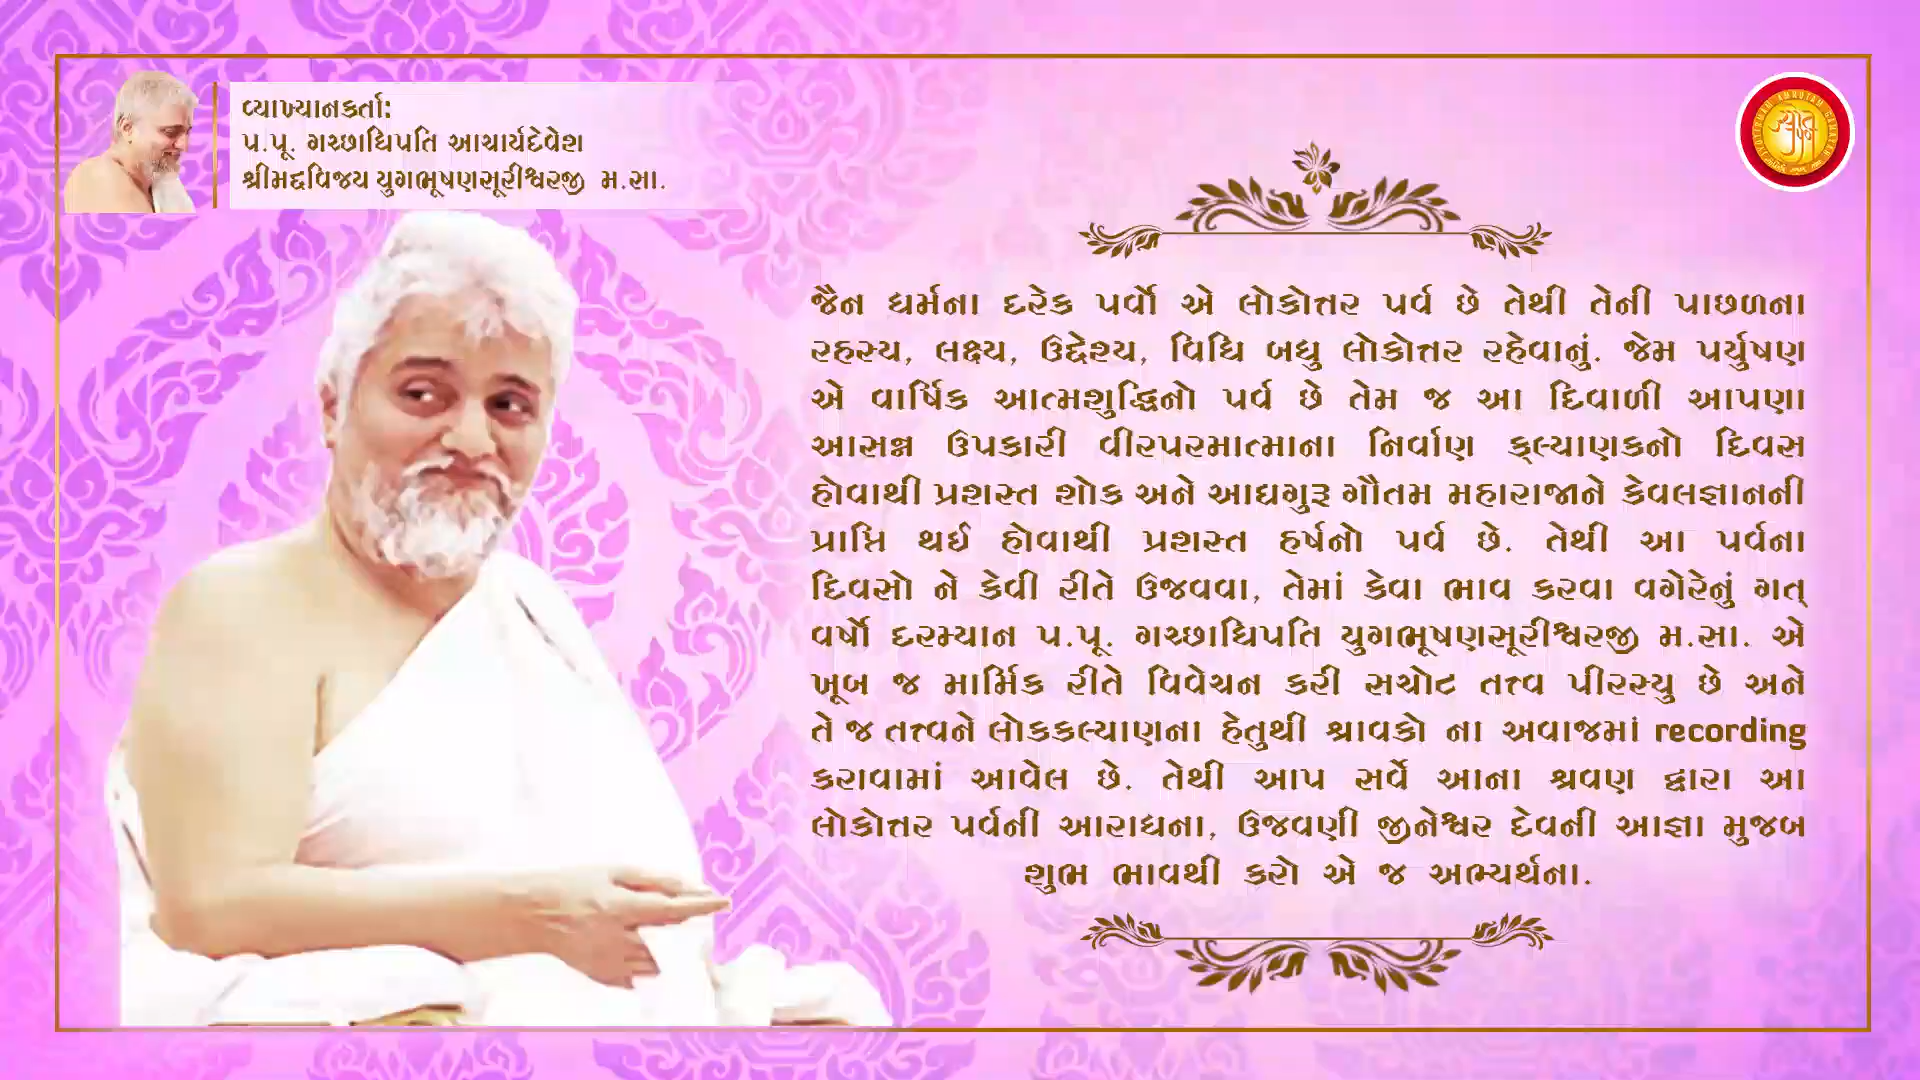 વ્યાખ્યાનકર્તા:
પ.પૂ. ગચ્છાધિપતિ આચાર્યદેવેશ
શ્રીમદ્વિજય યુગભૂષણસૂરીશ્વરજી મ.સા.
જૈન ધર્મના દરેક પર્વો એ લોકોત્તર પર્વ છે તેથી તેની પાછળના
રહસ્ય, લક્ષ્ય, ઉદ્દેશ્ય, વિધિ બધુ લોકોત્તર રહેવાનું. જેમ પર્યુષણ
એ વાર્ષિક આત્મશુદ્ધિનો પર્વ છે તેમ જ આ દિવાળી આપણા
આસન્ન ઉપકારી વીરપરમાત્માના નિર્વાણ ક્લ્યાણકનો દિવસ
હોવાથી પ્રશસ્ત શોક અને આદ્યગુરૂ ગૌતમ મહારાજાને કેવલજ્ઞાનની
પ્રાપ્તિ થઈ હોવાથી પ્રશસ્ત હર્ષનો પર્વ છે. તેથી આ પર્વના
દિવસો ને કેવી રીતે ઉજવવા, તેમાં કેવા ભાવ કરવા વગેરેનું ગત્
વર્ષો દરમ્યાન પ.પૂ. ગચ્છાધિપતિ યુગભૂષણસૂરીશ્વરજી મ.સા. એ
ખૂબ જ માર્મિક રીતે વિવેચન કરી સચોટ તત્ત્વ પીરસ્યુ છે અને
તે જ તત્ત્વને લોકકલ્યાણના હેતુથી શ્રાવકો ના અવાજમાં recording
કરાવામાં આવેલ છે. તેથી આપ સર્વે આના શ્રવણ દ્વારા આ
લોકોત્તર પર્વની આરાધના, ઉજવણી જીનેશ્વર દેવની આજ્ઞા મુજબ
શુભ ભાવથી કરો એ જ અભ્યર્થના.